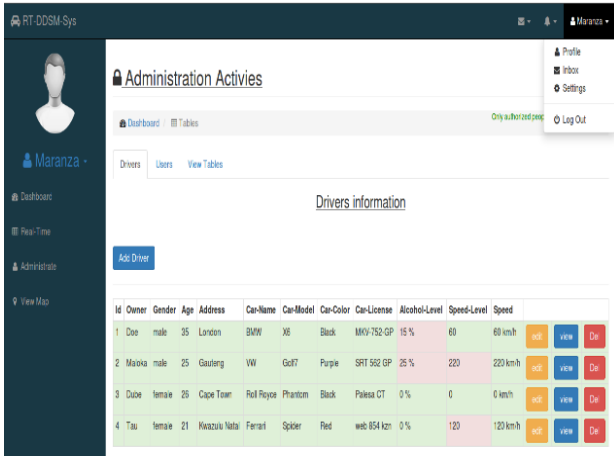 RT-DDSM-Sys
Maranza
Profile
Inbox
Settings
Log Out
Administration Activies
Dashboard / Tables
Only authorized peop
Maranza
Dashboard
Real-Time
Administrate
View Map
Drivers Users View Tables
Drivers information
Add Driver
Id Owner Gender Age Address Car-Name Car-Model Car-Color Car-License Alcohol-Level Speed-Level Speed
1 Doe male 35 London BMW X6 Black MKV-752-GP 15 % 60 60 km/h edit view Del
2 Maloka male 25 Gauteng VW Golf7 Purple SRT 562 GP 25 % 220 220 km/h edit view Del
3 Dube female 26 Cape Town Roll Royce Phantom Black Palesa CT 0 % 0 0 km/h edit view Del
4 Tau female 21 Kwazulu Natal Ferrari Spider Red web 854 kzn 0 % 120 120 km/h edit view Del